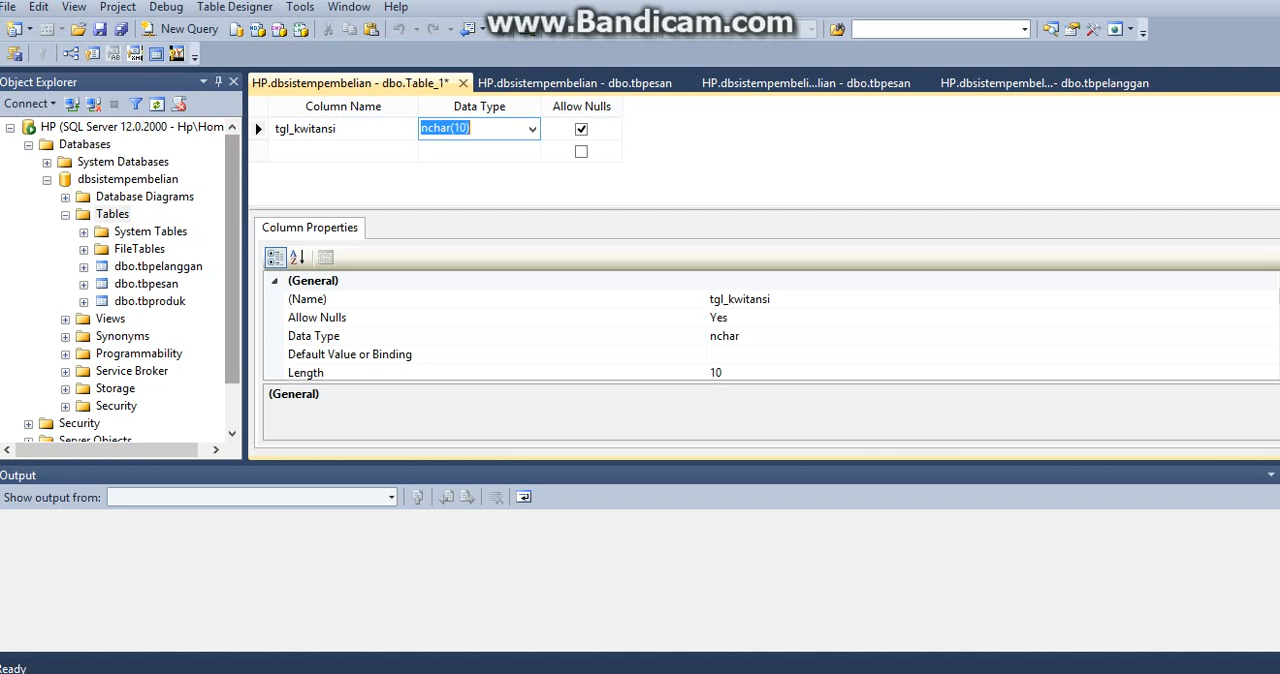 File Edit View Project Debug Table Designer Tools Window Help
www.Bandicam.com
New Query
Object Explorer
Connect
HP (SQL Server 12.0.2000 - Hp\Hom
Databases
System Databases
dbsistempembelian
Database Diagrams
Tables
System Tables
FileTables
dbo.tbpelanggan
dbo.tbpesan
dbo.tbproduk
Views
Synonyms
Programmability
Service Broker
Storage
Security
Security
Server Objects
HP.dbsistempembelian - dbo.Table_1* HP.dbsistempembelian - dbo.tbpesan HP.dbsistempembeli...lian - dbo.tbpesan HP.dbsistempembel...- dbo.tbpelanggan
Column Name Data Type Allow Nulls
tgl_kwitansi nchar(10)
Column Properties
(General)
(Name) tgl_kwitansi
Allow Nulls Yes
Data Type nchar
Default Value or Binding
Length 10
(General)
Output
Show output from:
Ready